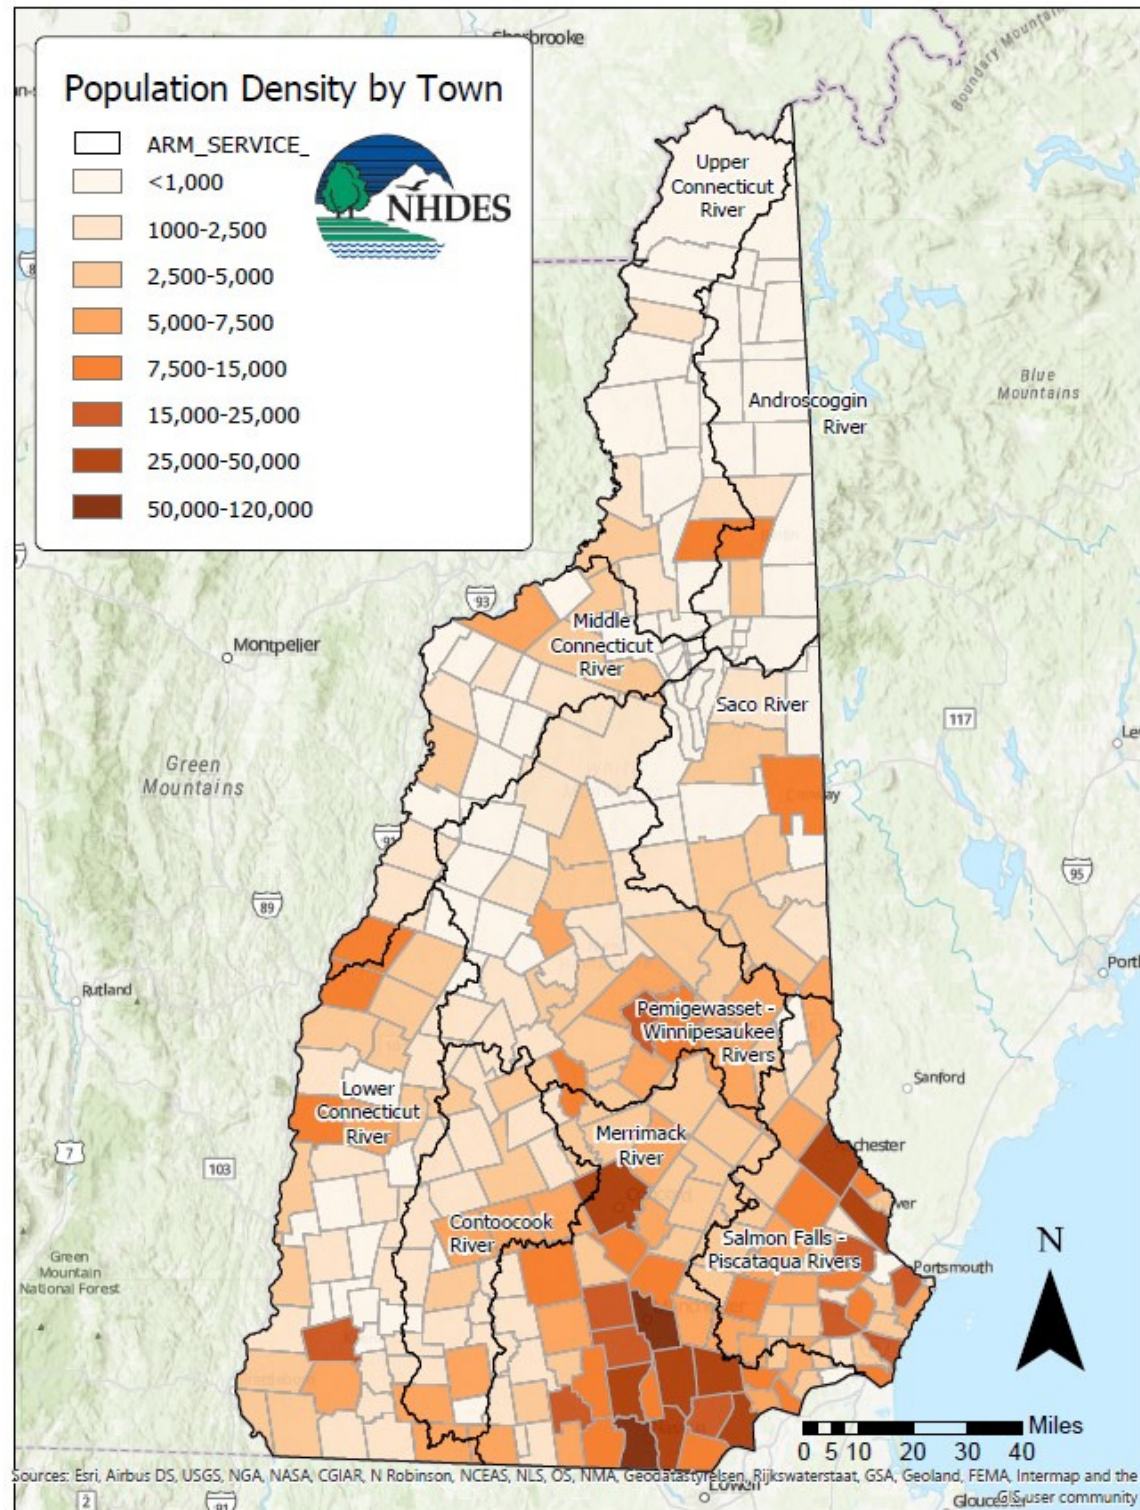 Sherbrooke
Boundary Mountain
Population Density by Town
ARM_SERVICE_
<1,000
1000-2,500
2,500-5,000
5,000-7,500
7,500-15,000
15,000-25,000
25,000-50,000
50,000-120,000
NHDES
Upper
Connecticut
River
Androscoggin
River
Blue
Mountains
93
Middle
Connecticut
River
Montpelier
Saco River
117
Green
Mountains
95
89
Rutland
Pemigewasset -
Winnipesaukee
Rivers
Sanford
Lower
Connecticut
River
Merrimack
River
7
103
chester
Contoocook
River
Salmon Falls -
Piscataqua Rivers
ver
Portsmouth
Green
Mountain
National Forest
N
Miles
0 5 10 20 30 40
Sources: Esri, Airbus DS, USGS, NGA, NASA, CGIAR, N Robinson, NCEAS, NLS, OS, NMA, Geodatastyrelsen, Rijkswaterstaat, GSA, Geoland, FEMA, Intermap and the
GIS user community
2
91
Lowell